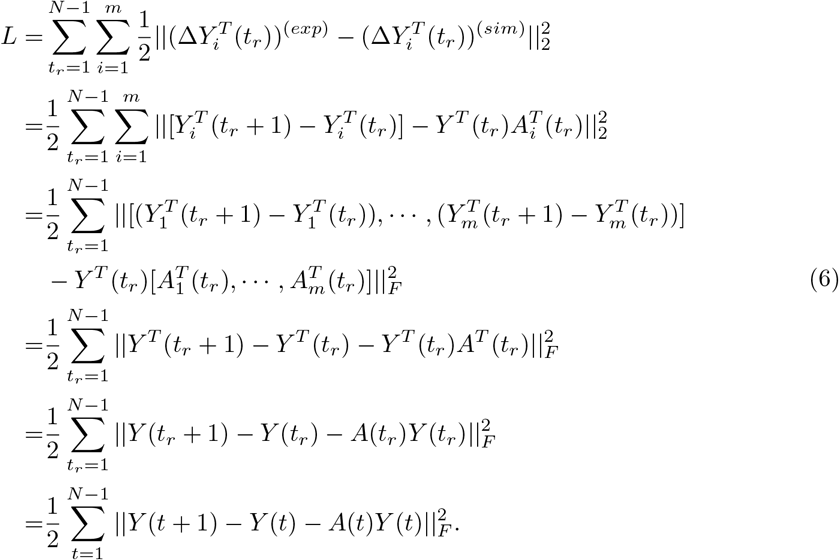 L = \sum_{t_r=1}^{N-1} \sum_{i=1}^{m} \frac{1}{2} ||(\Delta Y_i^T(t_r))^{(exp)} - (\Delta Y_i^T(t_r))^{(sim)}||_2^2
= \frac{1}{2} \sum_{t_r=1}^{N-1} \sum_{i=1}^{m} ||[Y_i^T(t_r + 1) - Y_i^T(t_r)] - Y^T(t_r)A_i^T(t_r)||_2^2
= \frac{1}{2} \sum_{t_r=1}^{N-1} ||[(Y_1^T(t_r + 1) - Y_1^T(t_r)), \cdots, (Y_m^T(t_r + 1) - Y_m^T(t_r))]
- Y^T(t_r)[A_1^T(t_r), \cdots, A_m^T(t_r)]||_F^2 (6)
= \frac{1}{2} \sum_{t_r=1}^{N-1} ||Y^T(t_r + 1) - Y^T(t_r) - Y^T(t_r)A^T(t_r)||_F^2
= \frac{1}{2} \sum_{t_r=1}^{N-1} ||Y(t_r + 1) - Y(t_r) - A(t_r)Y(t_r)||_F^2
= \frac{1}{2} \sum_{t=1}^{N-1} ||Y(t + 1) - Y(t) - A(t)Y(t)||_F^2.